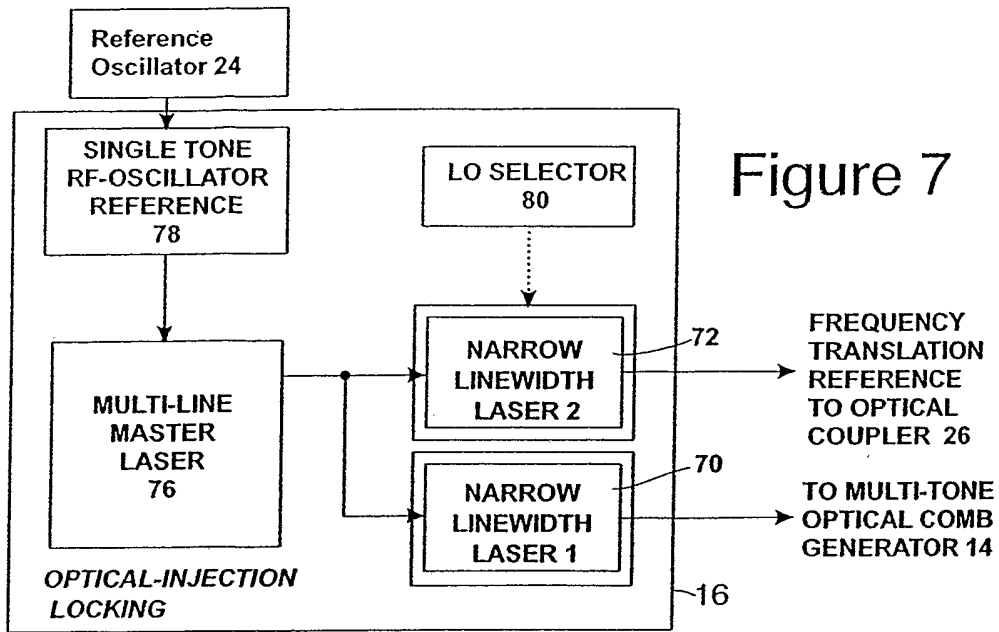 Reference
Oscillator 24
SINGLE TONE
RF-OSCILLATOR
REFERENCE
78
LO SELECTOR
80
Figure 7
MULTI-LINE
MASTER
LASER
76
NARROW
LINEWIDTH
LASER 2
72
FREQUENCY
TRANSLATION
REFERENCE
TO OPTICAL
COUPLER 26
NARROW
LINEWIDTH
LASER 1
70
TO MULTI-TONE
OPTICAL COMB
GENERATOR 14
OPTICAL-INJECTION
LOCKING
16